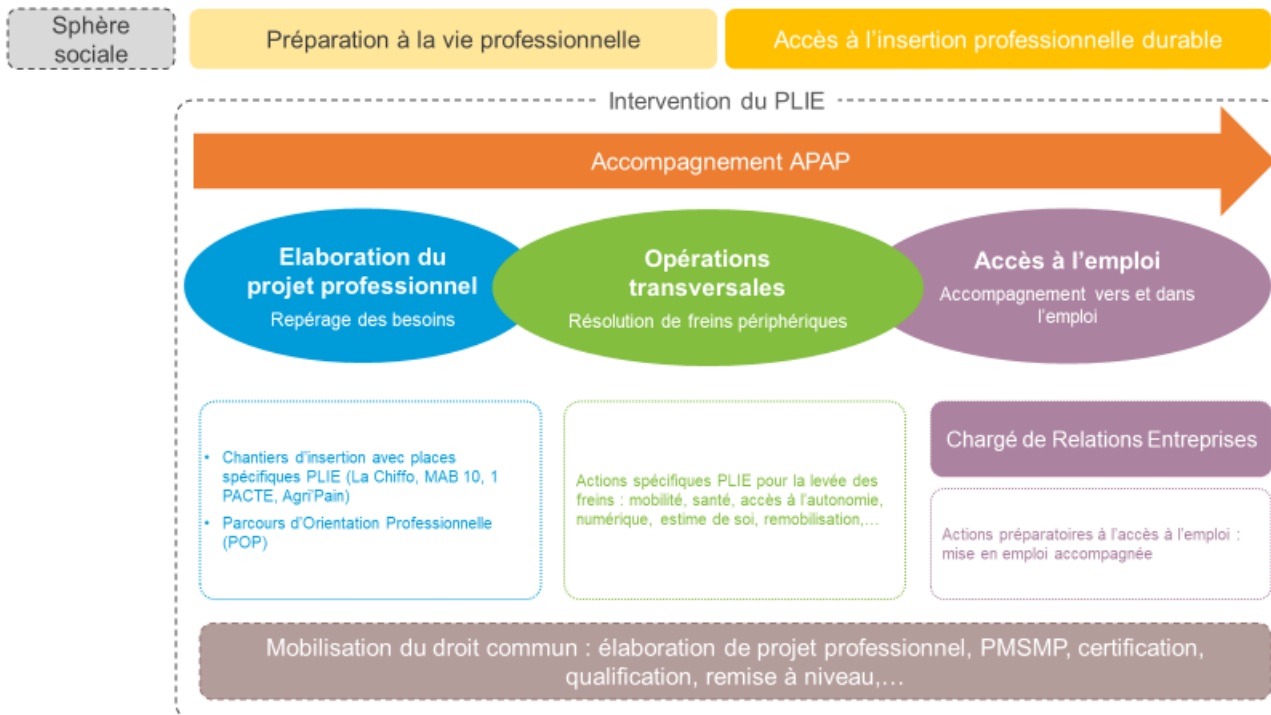 Sphère
sociale
Préparation à la vie professionnelle
Accès à l'insertion professionnelle durable
Intervention du PLIE
Accompagnement APAP
Elaboration du
projet professionnel
Repérage des besoins
Opérations
transversales
Résolution de freins périphériques
Accès à l'emploi
Accompagnement vers et dans
l'emploi
• Chantiers d'insertion avec places
spécifiques PLIE (La Chiffo, MAB 10, 1
PACTE, Agri'Pain)
• Parcours d'Orientation Professionnelle
(POP)
Actions spécifiques PLIE pour la levée des
freins : mobilité, santé, accès à l'autonomie,
numérique, estime de soi, remobilisation,…
Chargé de Relations Entreprises
Actions préparatoires à l'accès à l'emploi :
mise en emploi accompagnée
Mobilisation du droit commun : élaboration de projet professionnel, PMSMP, certification,
qualification, remise à niveau,…